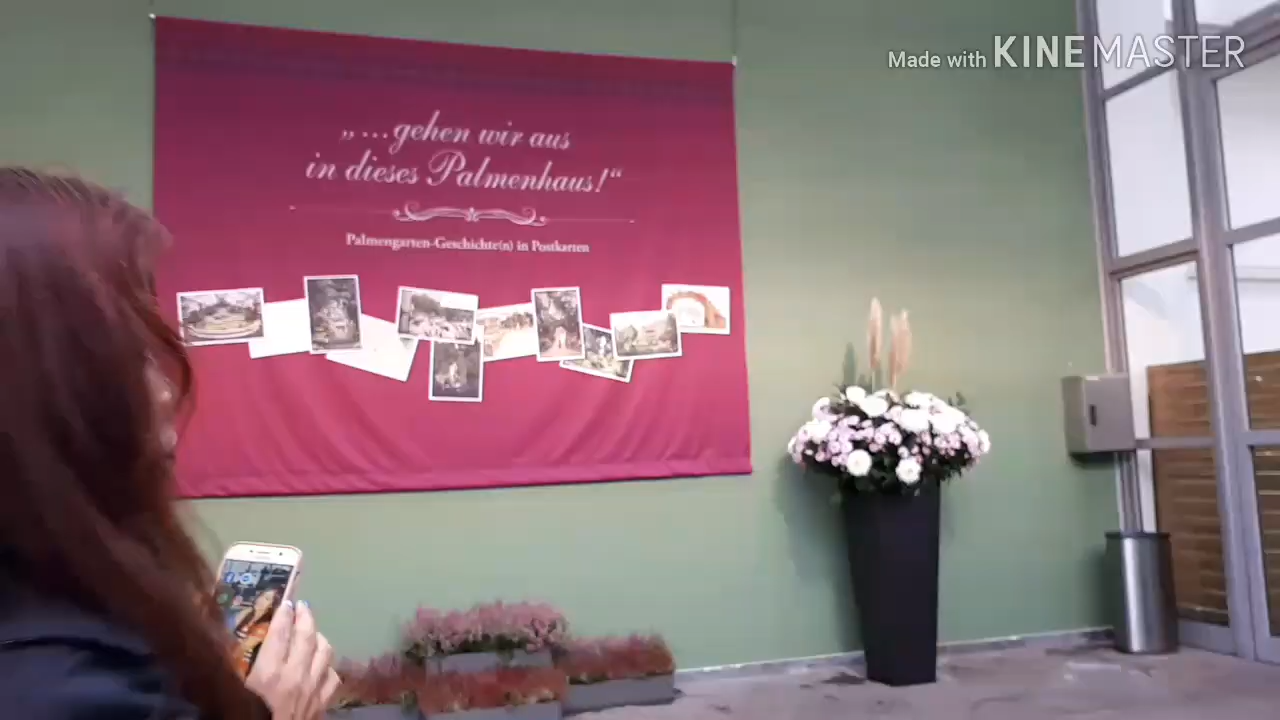 Made with KINEMASTER
„...gehen wir aus
in dieses Palmenhaus!“
Palmengarten-Geschichte(n) in Postkarten